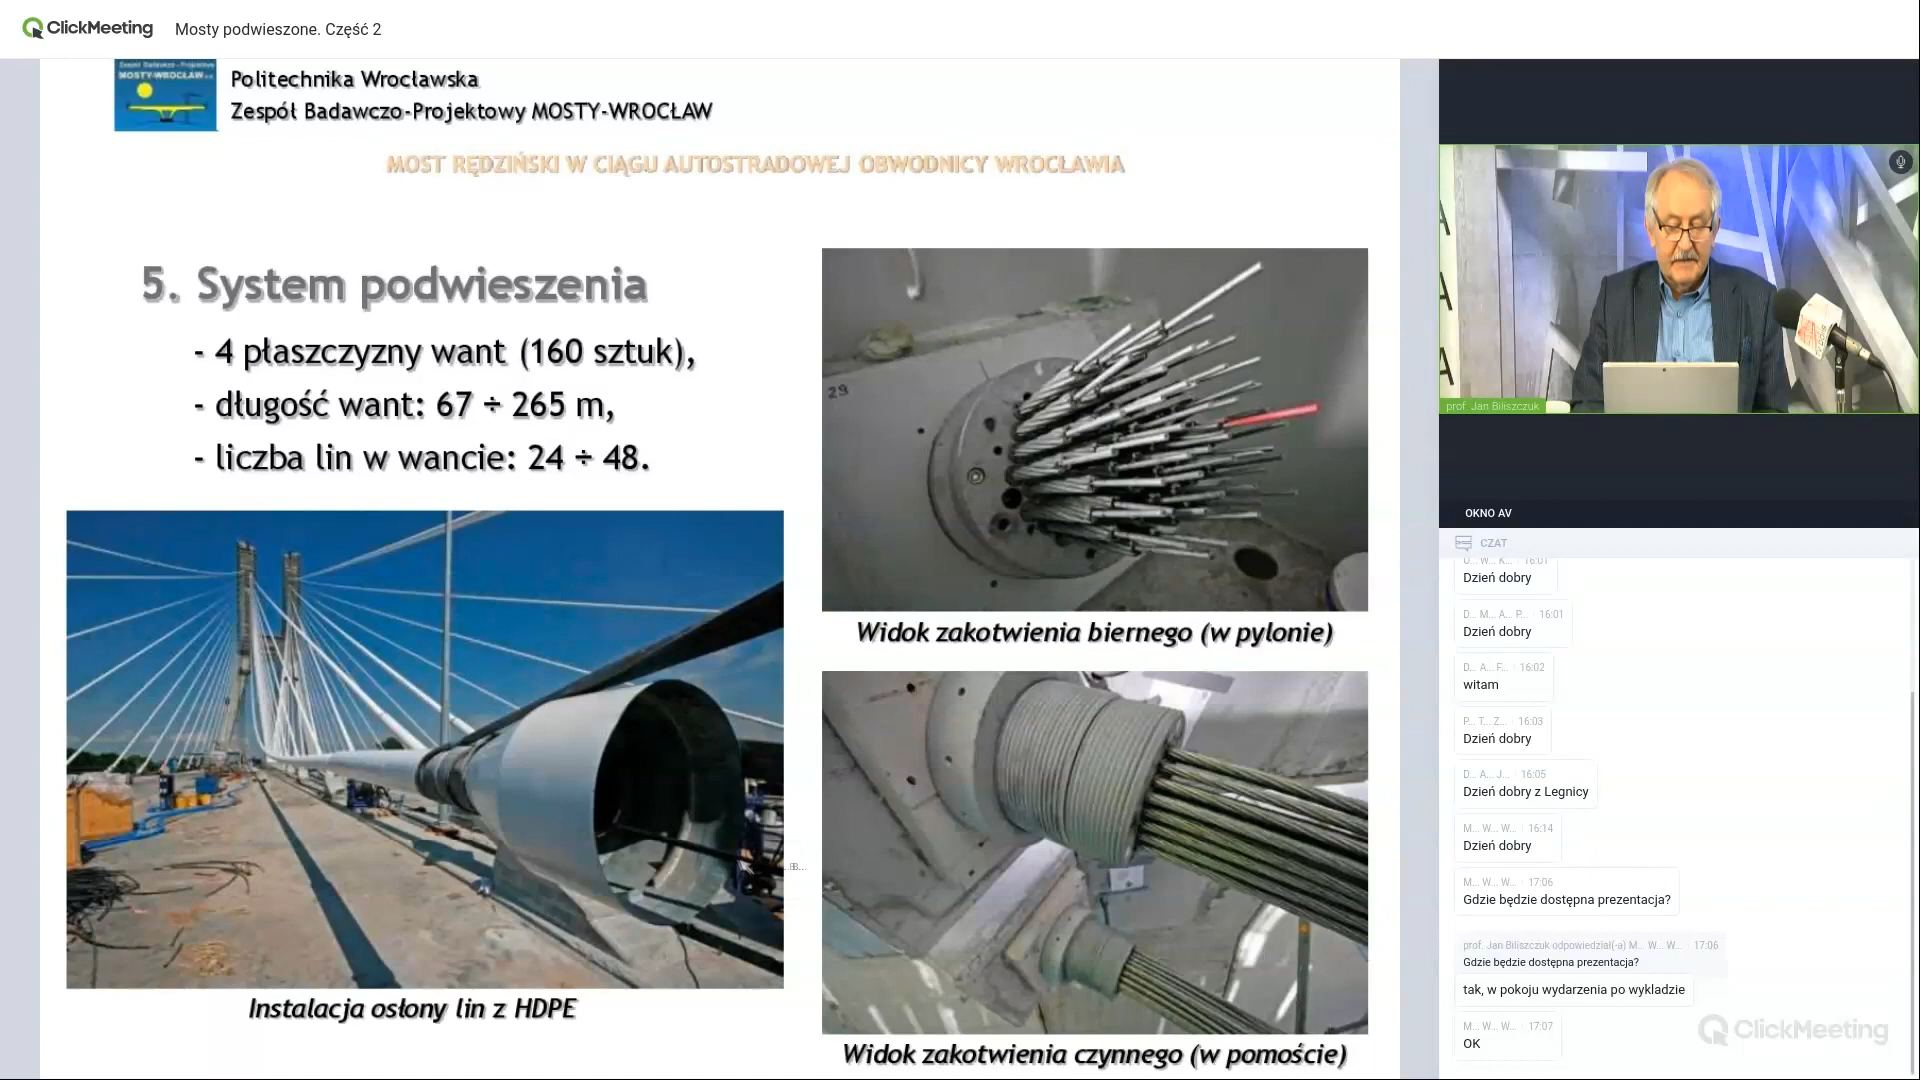 ClickMeeting
Mosty podwieszone. Część 2
MOSTY-WROCŁAW
Politechnika Wrocławska
Zespół Badawczo-Projektowy MOSTY-WROCŁAW
MOST RĘDZIŃSKI W CIĄGU AUTOSTRADOWEJ OBWODNICY WROCŁAWIA
5. System podwieszenia
- 4 płaszczyzny want (160 sztuk),
- długość want: 67 ÷ 265 m,
- liczba lin w wancie: 24 ÷ 48.
29
Widok zakotwienia biernego (w pylonie)
Instalacja osłony lin z HDPE
Widok zakotwienia czynnego (w pomoście)
prof. Jan Biliszczuk
OKNO AV
CZAT
O... W... K... 16:01
Dzień dobry
D... M... A... P... 16:01
Dzień dobry
D... A... F... 16:02
witam
P... T... Z... 16:03
Dzień dobry
D... A... J... 16:05
Dzień dobry z Legnicy
M... W... W... 16:14
Dzień dobry
M... W... W... 17:06
Gdzie będzie dostępna prezentacja?
prof. Jan Biliszczuk odpowiedział(-a) M... W... W... 17:06
Gdzie będzie dostępna prezentacja?
tak, w pokoju wydarzenia po wykladzie
M... W... W... 17:07
OK
ClickMeeting